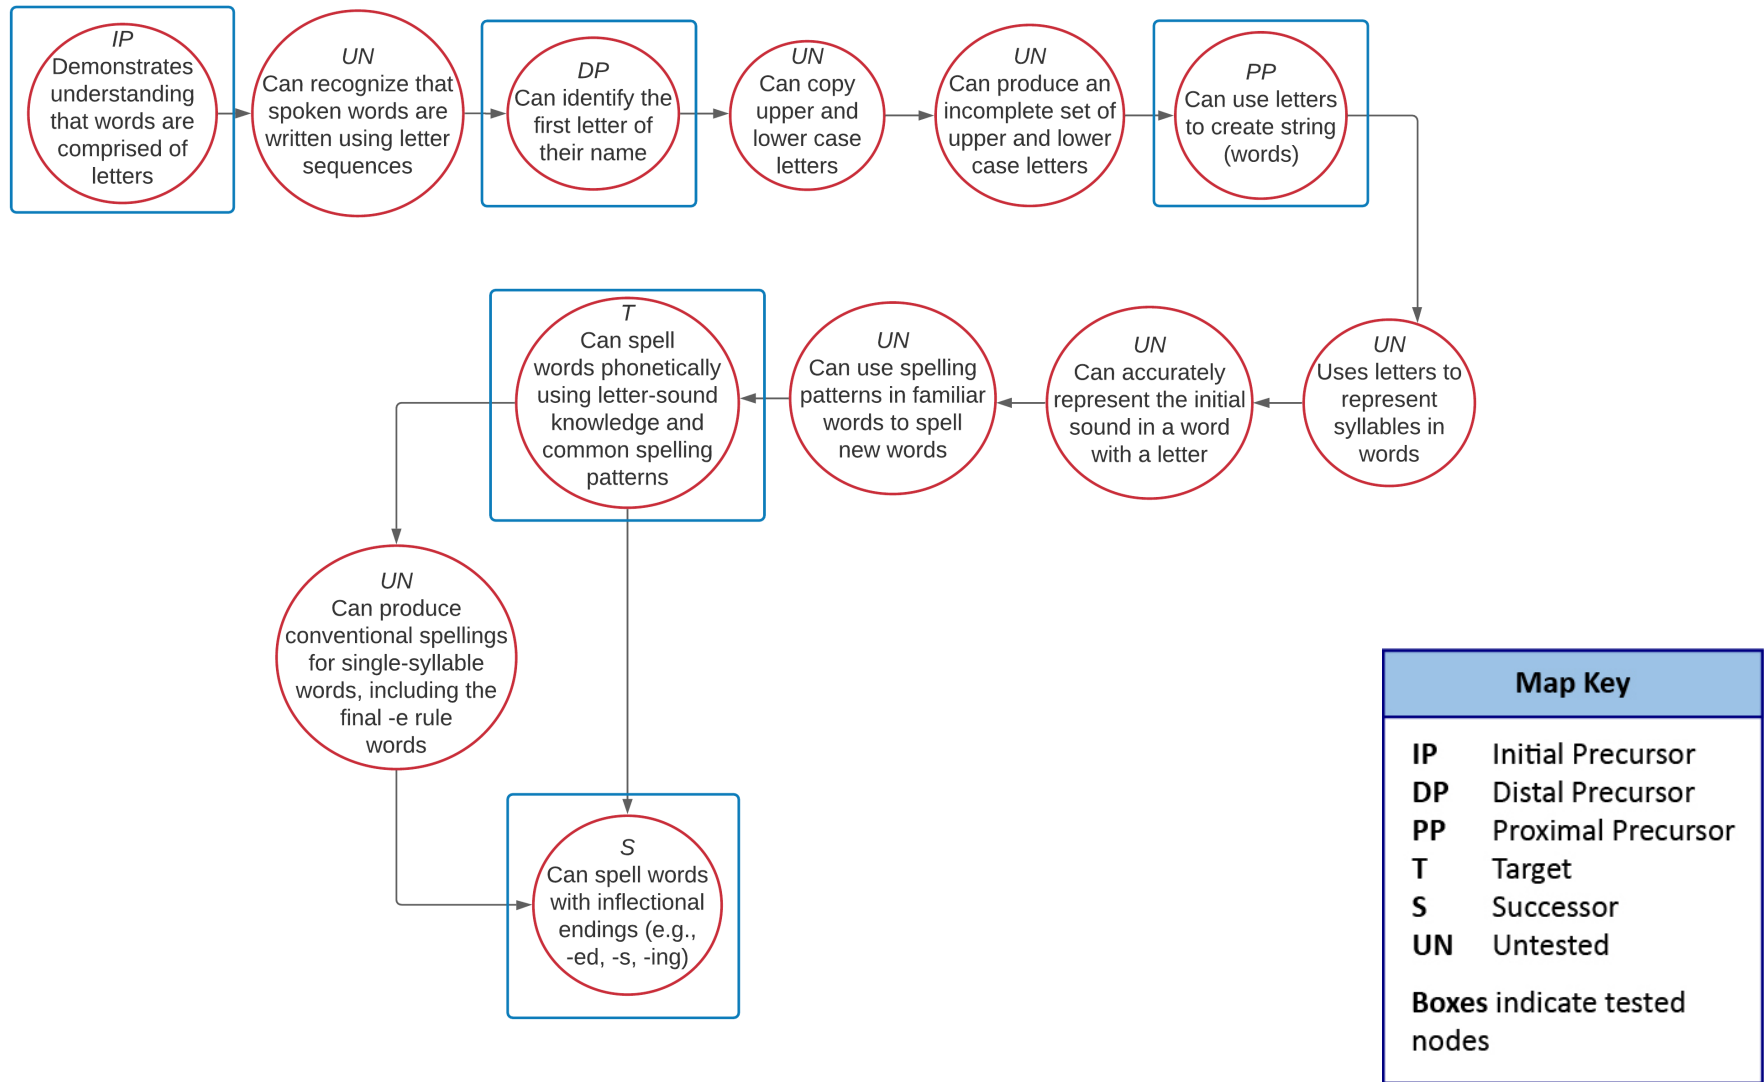 IP
Demonstrates
understanding
that words are
comprised of
letters
UN
Can recognize that
spoken words are
written using letter
sequences
DP
Can identify the
first letter of
their name
UN
Can copy
upper and
lower case
letters
UN
Can produce an
incomplete set of
upper and lower
case letters
PP
Can use letters
to create string
(words)
UN
Uses letters to
represent
syllables in
words
UN
Can accurately
represent the initial
sound in a word
with a letter
UN
Can use spelling
patterns in familiar
words to spell
new words
T
Can spell
words phonetically
using letter-sound
knowledge and
common spelling
patterns
UN
Can produce
conventional spellings
for single-syllable
words, including the
final -e rule
words
S
Can spell words
with inflectional
endings (e.g.,
-ed, -s, -ing)
Map Key
IP Initial Precursor
DP Distal Precursor
PP Proximal Precursor
T Target
S Successor
UN Untested
Boxes indicate tested
nodes